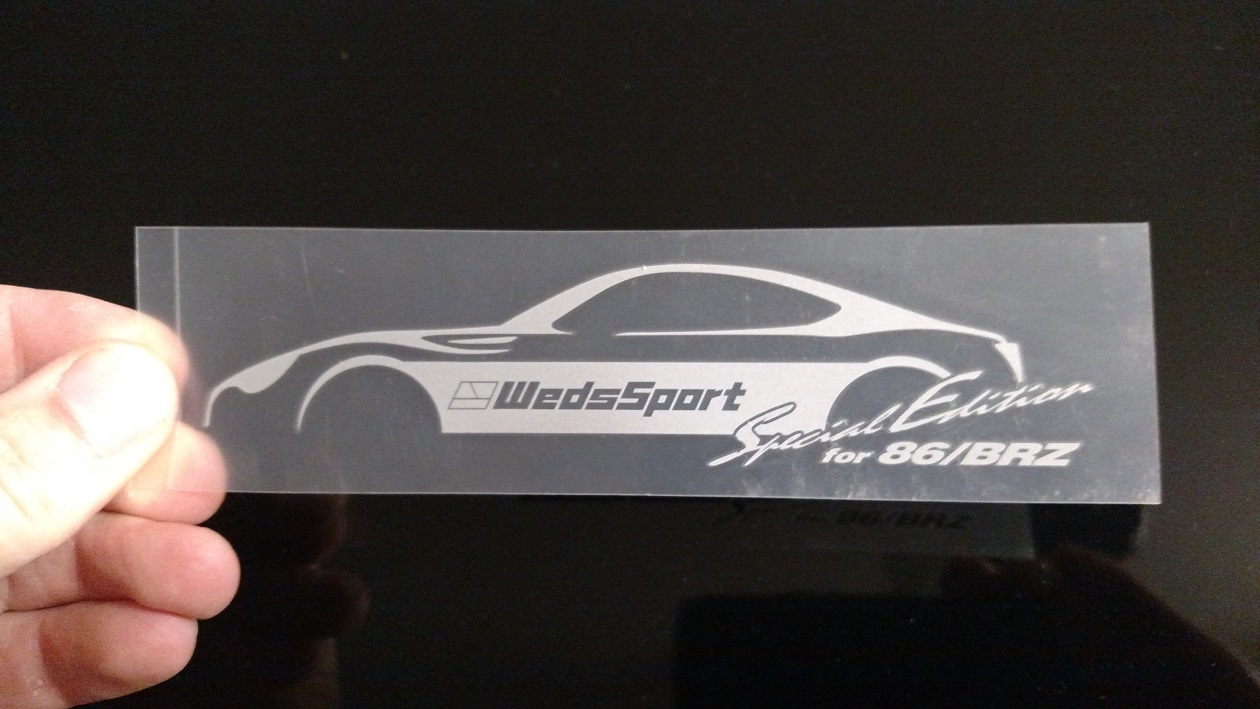 WedsSport
Special Edition
for 86/BRZ